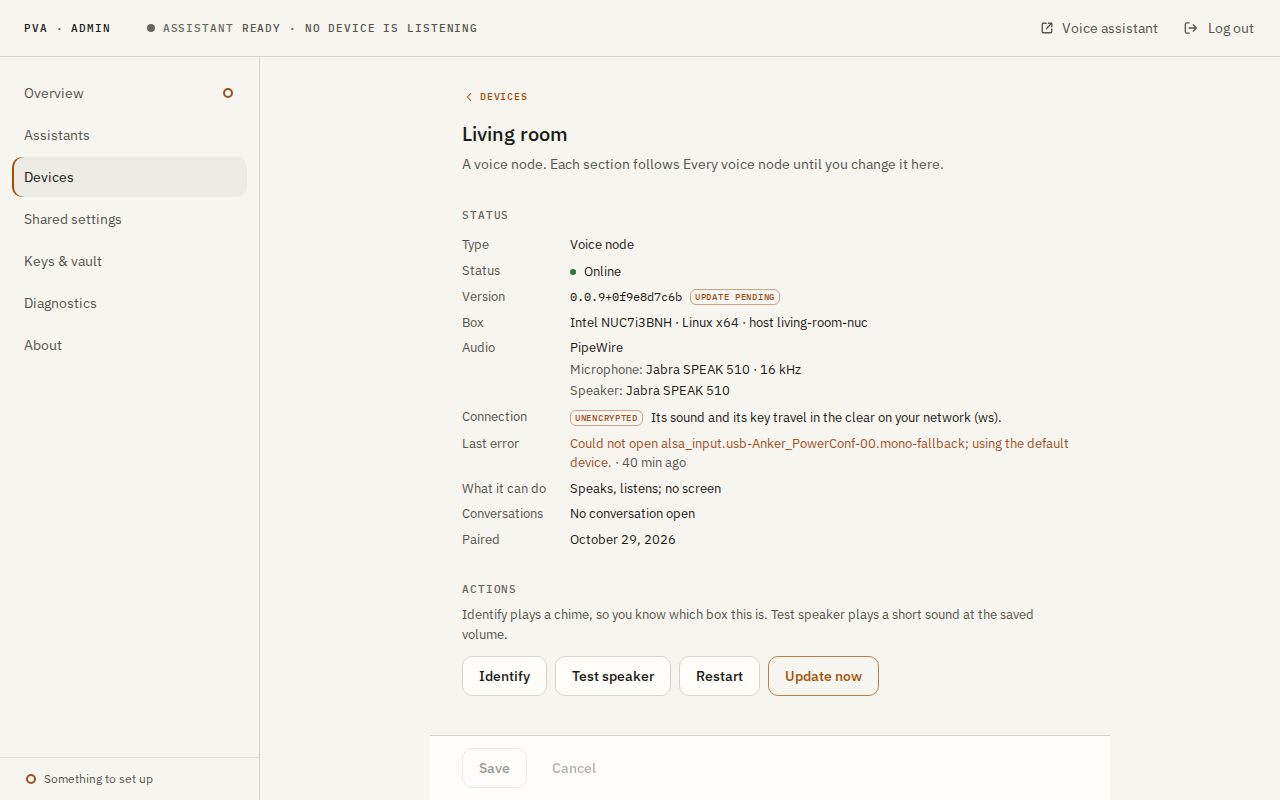 PVA · ADMIN
ASSISTANT READY · NO DEVICE IS LISTENING
Voice assistant
Log out
Overview
Assistants
Devices
Shared settings
Keys & vault
Diagnostics
About
Something to set up
DEVICES
Living room
A voice node. Each section follows Every voice node until you change it here.
STATUS
Type Voice node
Status Online
Version 0.0.9+0f9e8d7c6b UPDATE PENDING
Box Intel NUC7i3BNH · Linux x64 · host living-room-nuc
Audio PipeWire
Microphone: Jabra SPEAK 510 · 16 kHz
Speaker: Jabra SPEAK 510
Connection UNENCRYPTED Its sound and its key travel in the clear on your network (ws).
Last error Could not open alsa_input.usb-Anker_PowerConf-00.mono-fallback; using the default
device. · 40 min ago
What it can do Speaks, listens; no screen
Conversations No conversation open
Paired October 29, 2026
ACTIONS
Identify plays a chime, so you know which box this is. Test speaker plays a short sound at the saved
volume.
Identify Test speaker Restart Update now
Save Cancel